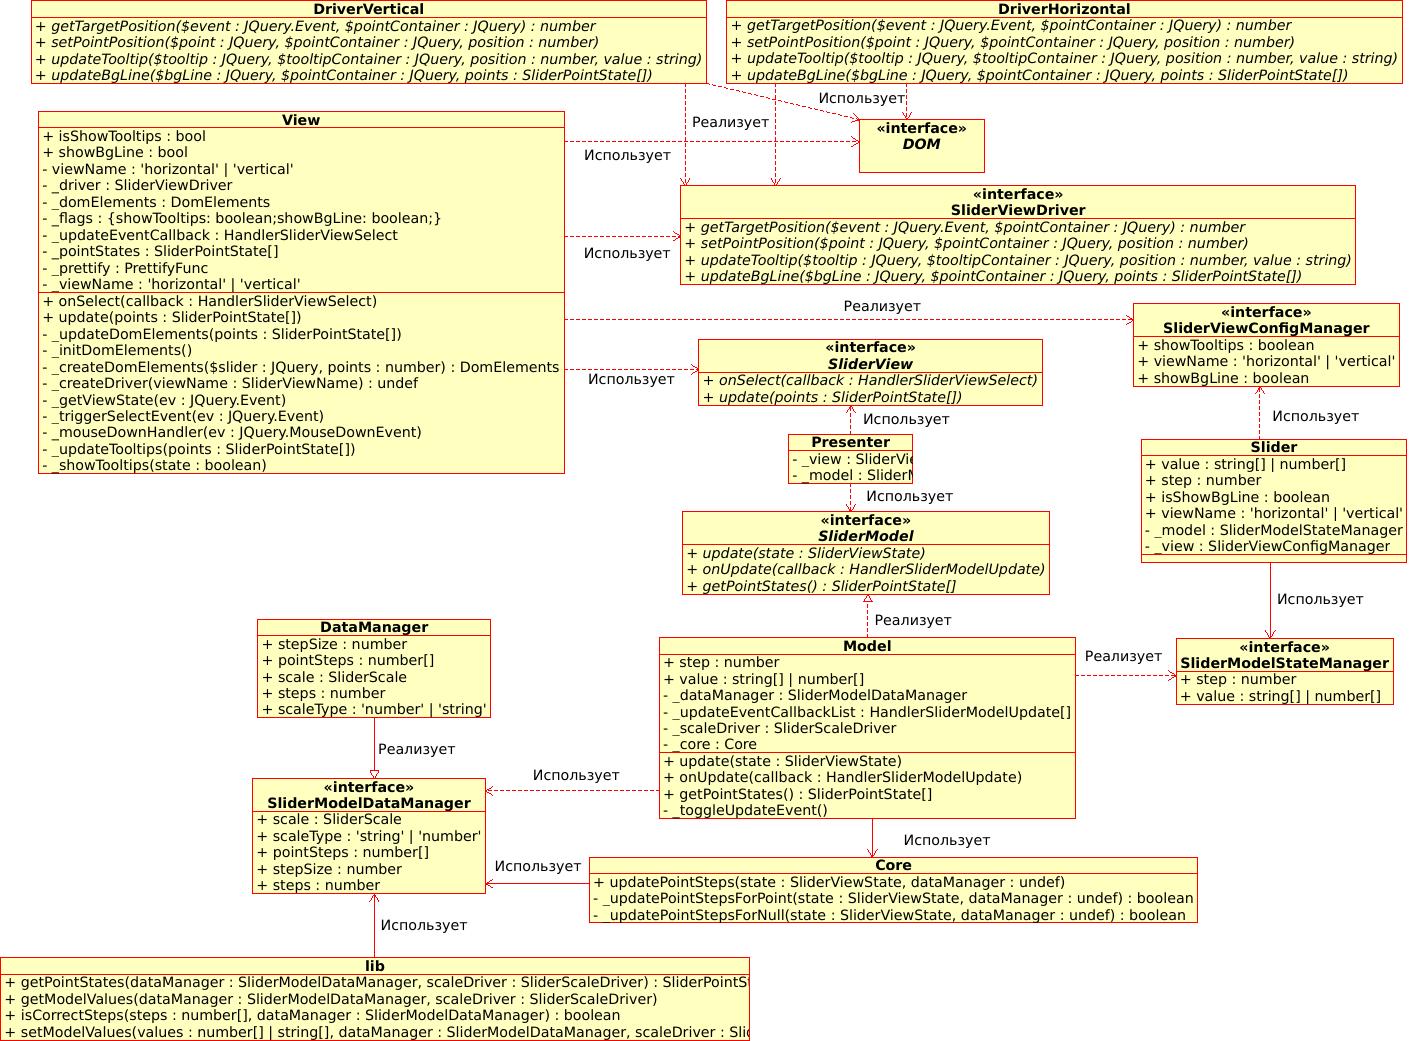 DriverVertical
+ getTargetPosition($event : JQuery.Event, $pointContainer : JQuery) : number
+ setPointPosition($point : JQuery, $pointContainer : JQuery, position : number)
+ updateTooltip($tooltip : JQuery, $tooltipContainer : JQuery, position : number, value : string)
+ updateBgLine($bgLine : JQuery, $pointContainer : JQuery, points : SliderPointState[])
DriverHorizontal
+ getTargetPosition($event : JQuery.Event, $pointContainer : JQuery) : number
+ setPointPosition($point : JQuery, $pointContainer : JQuery, position : number)
+ updateTooltip($tooltip : JQuery, $tooltipContainer : JQuery, position : number, value : string)
+ updateBgLine($bgLine : JQuery, $pointContainer : JQuery, points : SliderPointState[])
Использует
Реализует
View
+ isShowTooltips : bool
+ showBgLine : bool
- viewName : 'horizontal' | 'vertical'
- _driver : SliderViewDriver
- _domElements : DomElements
- _flags : {showTooltips: boolean;showBgLine: boolean;}
- _updateEventCallback : HandlerSliderViewSelect
- _pointStates : SliderPointState[]
- _prettify : PrettifyFunc
- _viewName : 'horizontal' | 'vertical'
+ onSelect(callback : HandlerSliderViewSelect)
+ update(points : SliderPointState[])
- _updateDomElements(points : SliderPointState[])
- _initDomElements()
- _createDomElements($slider : JQuery, points : number) : DomElements
- _createDriver(viewName : SliderViewName) : undef
- _getViewState(ev : JQuery.Event)
- _triggerSelectEvent(ev : JQuery.Event)
- _mouseDownHandler(ev : JQuery.MouseDownEvent)
- _updateTooltips(points : SliderPointState[])
- _showTooltips(state : boolean)
Использует
«interface»
DOM
Использует
«interface»
SliderViewDriver
+ getTargetPosition($event : JQuery.Event, $pointContainer : JQuery) : number
+ setPointPosition($point : JQuery, $pointContainer : JQuery, position : number)
+ updateTooltip($tooltip : JQuery, $tooltipContainer : JQuery, position : number, value : string)
+ updateBgLine($bgLine : JQuery, $pointContainer : JQuery, points : SliderPointState[])
Реализует
«interface»
SliderViewConfigManager
+ showTooltips : boolean
+ viewName : 'horizontal' | 'vertical'
+ showBgLine : boolean
Использует
«interface»
SliderView
+ onSelect(callback : HandlerSliderViewSelect)
+ update(points : SliderPointState[])
Использует
Использует
Presenter
- _view : SliderVie
- _model : SliderM
Использует
Slider
+ value : string[] | number[]
+ step : number
+ isShowBgLine : boolean
+ viewName : 'horizontal' | 'vertical'
- _model : SliderModelStateManager
- _view : SliderViewConfigManager
«interface»
SliderModel
+ update(state : SliderViewState)
+ onUpdate(callback : HandlerSliderModelUpdate)
+ getPointStates() : SliderPointState[]
Использует
Реализует
DataManager
+ stepSize : number
+ pointSteps : number[]
+ scale : SliderScale
+ steps : number
+ scaleType : 'number' | 'string'
Model
+ step : number
+ value : string[] | number[]
- _dataManager : SliderModelDataManager
- _updateEventCallbackList : HandlerSliderModelUpdate[]
- _scaleDriver : SliderScaleDriver
- _core : Core
+ update(state : SliderViewState)
+ onUpdate(callback : HandlerSliderModelUpdate)
+ getPointStates() : SliderPointState[]
- _toggleUpdateEvent()
Реализует
«interface»
SliderModelStateManager
+ step : number
+ value : string[] | number[]
Реализует
Использует
«interface»
SliderModelDataManager
+ scale : SliderScale
+ scaleType : 'string' | 'number'
+ pointSteps : number[]
+ stepSize : number
+ steps : number
Использует
Использует
Core
+ updatePointSteps(state : SliderViewState, dataManager : undef)
- _updatePointStepsForPoint(state : SliderViewState, dataManager : undef) : boolean
- _updatePointStepsForNull(state : SliderViewState, dataManager : undef) : boolean
Использует
lib
+ getPointStates(dataManager : SliderModelDataManager, scaleDriver : SliderScaleDriver) : SliderPointS
+ getModelValues(dataManager : SliderModelDataManager, scaleDriver : SliderScaleDriver)
+ isCorrectSteps(steps : number[], dataManager : SliderModelDataManager) : boolean
+ setModelValues(values : number[] | string[], dataManager : SliderModelDataManager, scaleDriver : Slid